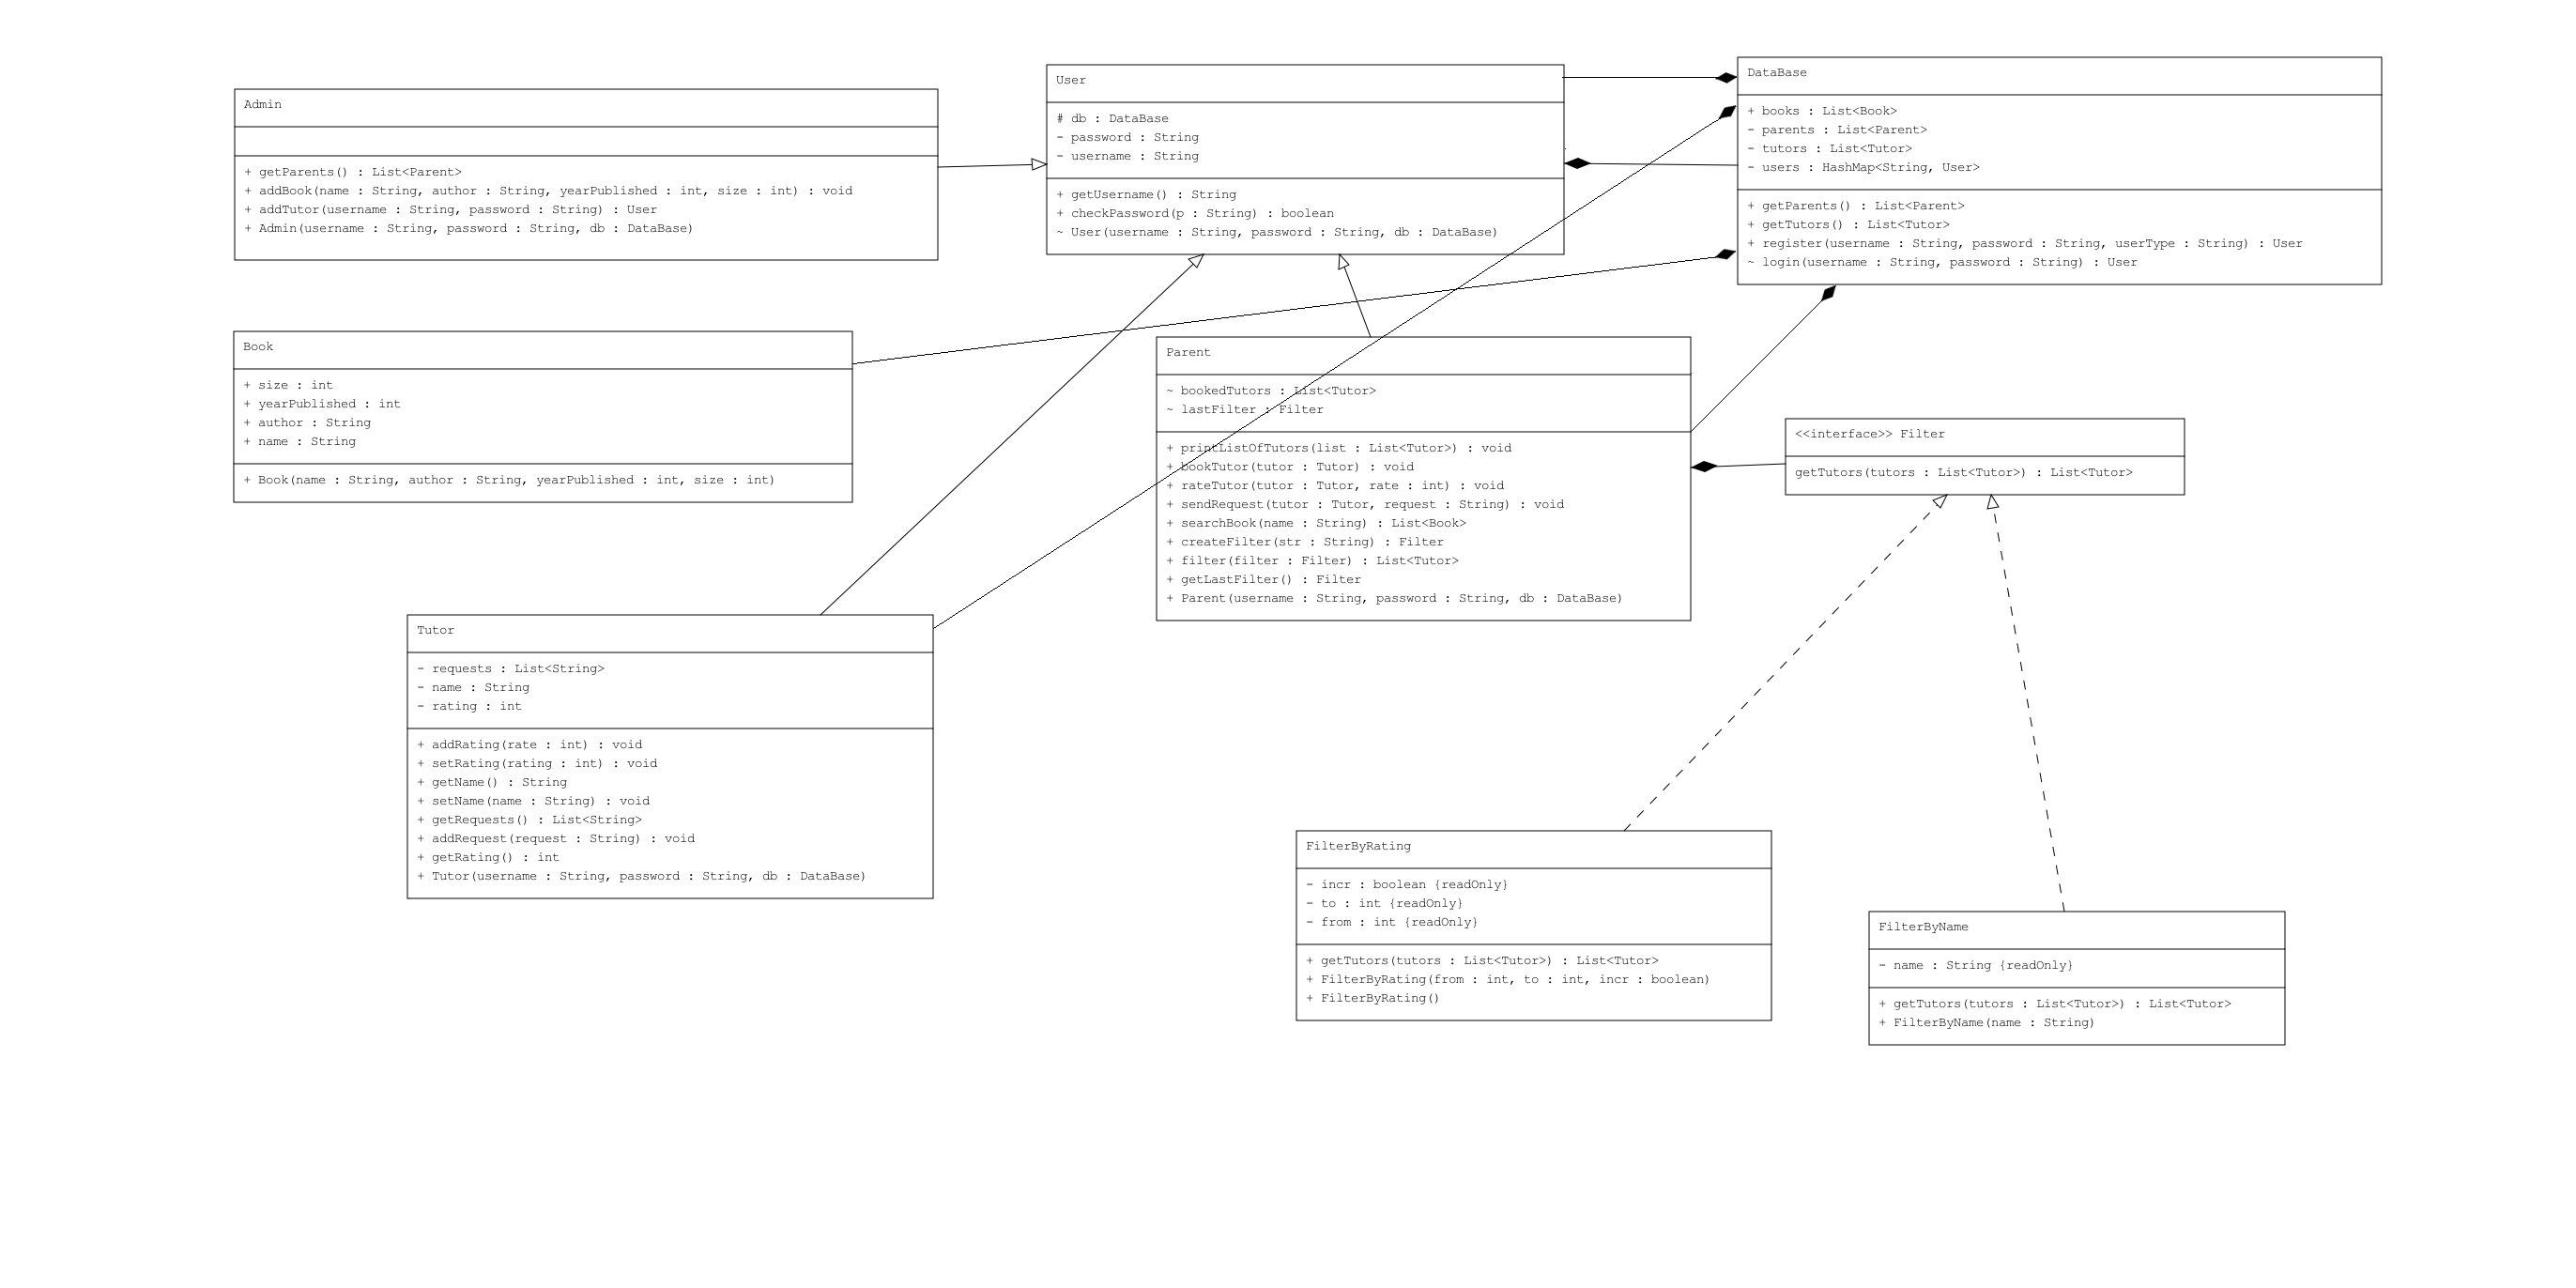 Admin
+ getParents() : List<Parent>
+ addBook(name : String, author : String, yearPublished : int, size : int) : void
+ addTutor(username : String, password : String) : User
+ Admin(username : String, password : String, db : DataBase)
User
# db : DataBase
- password : String
- username : String
+ getUsername() : String
+ checkPassword(p : String) : boolean
~ User(username : String, password : String, db : DataBase)
DataBase
+ books : List<Book>
- parents : List<Parent>
- tutors : List<Tutor>
- users : HashMap<String, User>
+ getParents() : List<Parent>
+ getTutors() : List<Tutor>
+ register(username : String, password : String, userType : String) : User
~ login(username : String, password : String) : User
Book
+ size : int
+ yearPublished : int
+ author : String
+ name : String
+ Book(name : String, author : String, yearPublished : int, size : int)
Parent
~ bookedTutors : List<Tutor>
~ lastFilter : Filter
+ printListOfTutors(list : List<Tutor>) : void
+ bookTutor(tutor : Tutor) : void
+ rateTutor(tutor : Tutor, rate : int) : void
+ sendRequest(tutor : Tutor, request : String) : void
+ searchBook(name : String) : List<Book>
+ createFilter(str : String) : Filter
+ filter(filter : Filter) : List<Tutor>
+ getLastFilter() : Filter
+ Parent(username : String, password : String, db : DataBase)
<<interface>> Filter
getTutors(tutors : List<Tutor>) : List<Tutor>
Tutor
- requests : List<String>
- name : String
- rating : int
+ addRating(rate : int) : void
+ setRating(rating : int) : void
+ getName() : String
+ setName(name : String) : void
+ getRequests() : List<String>
+ addRequest(request : String) : void
+ getRating() : int
+ Tutor(username : String, password : String, db : DataBase)
FilterByRating
- incr : boolean {readOnly}
- to : int {readOnly}
- from : int {readOnly}
+ getTutors(tutors : List<Tutor>) : List<Tutor>
+ FilterByRating(from : int, to : int, incr : boolean)
+ FilterByRating()
FilterByName
- name : String {readOnly}
+ getTutors(tutors : List<Tutor>) : List<Tutor>
+ FilterByName(name : String)